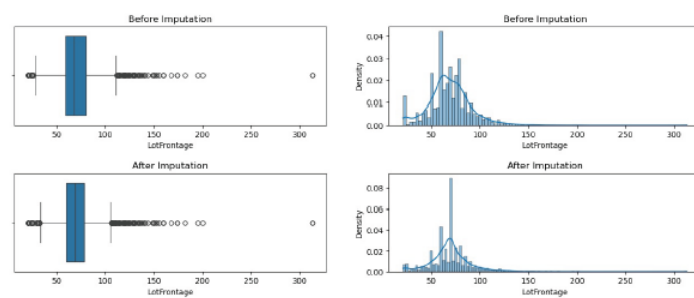 Before Imputation
50 100 150 200 250 300
LotFrontage
Before Imputation
Density
0.04
0.03
0.02
0.01
0.00
50 100 150 200 250 300
LotFrontage
After Imputation
50 100 150 200 250 300
LotFrontage
After Imputation
Density
0.08
0.06
0.04
0.02
0.00
50 100 150 200 250 300
LotFrontage